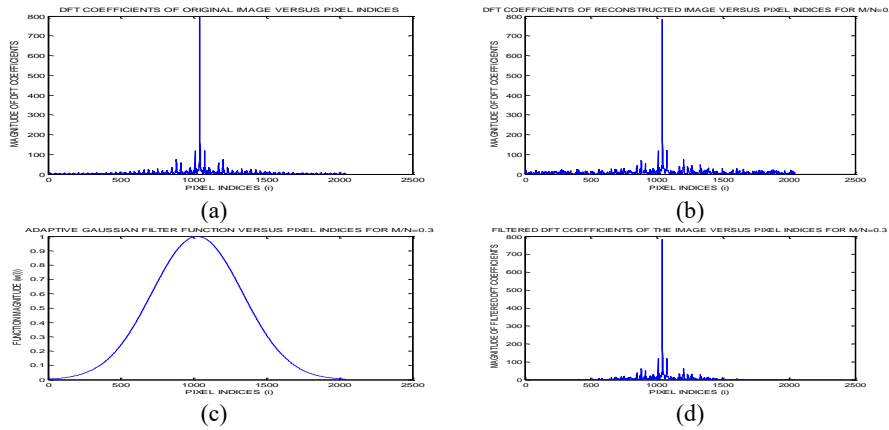 DFT COEFFICIENTS OF ORIGINAL IMAGE VERSUS PIXEL INDICES
MAGNITUDE OF DFT COEFFICIENTS
800
700
600
500
400
300
200
100
0
0 500 1000 1500 2000 2500
PIXEL INDICES (i)
(a)
DFT COEFFICIENTS OF RECONSTRUCTED IMAGE VERSUS PIXEL INDICES FOR M/N=0.
MAGNITUDE OF DFT COEFFICIENTS
800
700
600
500
400
300
200
100
0
0 500 1000 1500 2000 2500
PIXEL INDICES (i)
(b)
ADAPTIVE GAUSSIAN FILTER FUNCTION VERSUS PIXEL INDICES FOR M/N=0.3
FUNCTION MAGNITUDE (w(i))
1
0.9
0.8
0.7
0.6
0.5
0.4
0.3
0.2
0.1
0
0 500 1000 1500 2000 2500
PIXEL INDICES (i)
(c)
FILTERED DFT COEFFICIENTS OF THE IMAGE VERSUS PIXEL INDICES FOR M/N=0.3
MAGNITUDE OF FILTERED DFT COEFFICIENTS
800
700
600
500
400
300
200
100
0
0 500 1000 1500 2000 2500
PIXEL INDICES (i)
(d)